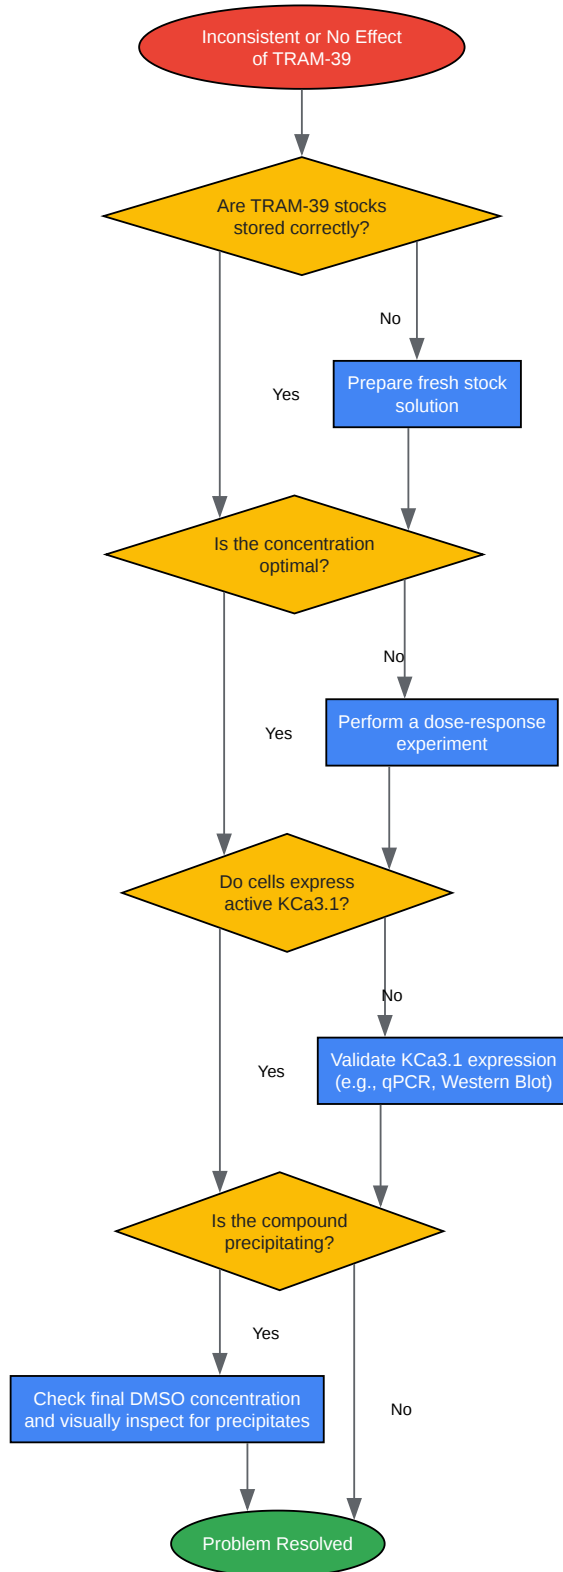 Inconsistent or No Effect
of TRAM-39
Are TRAM-39 stocks
stored correctly?
No
Yes
Prepare fresh stock
solution
Is the concentration
optimal?
No
Yes
Perform a dose-response
experiment
Do cells express
active KCa3.1?
No
Yes
Validate KCa3.1 expression
(e.g., qPCR, Western Blot)
Is the compound
precipitating?
Yes
No
Check final DMSO concentration
and visually inspect for precipitates
Problem Resolved